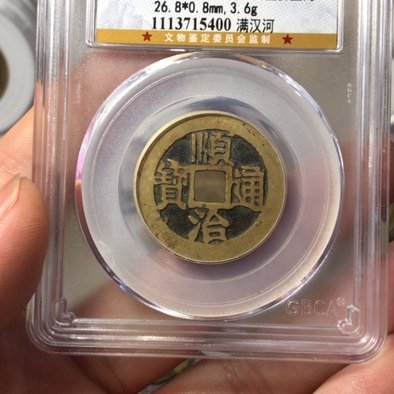 26.8*0.8mm, 3.6g
1113715400 满汉河
★ 文物鉴定委员会监制 ★
順治通寶
GBCA